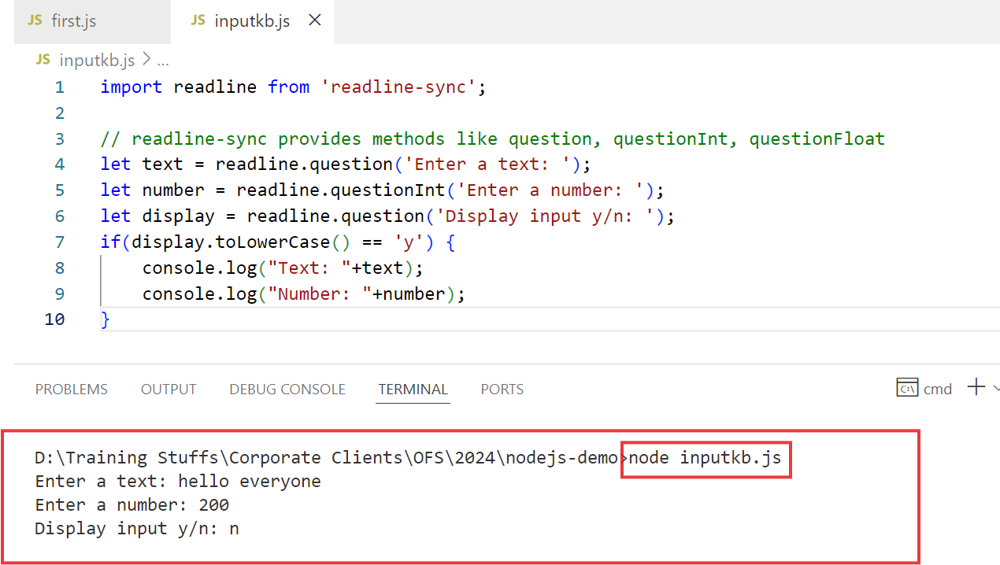 JS first.js JS inputkb.js ×
JS inputkb.js > ...
1 import readline from 'readline-sync';
2
3 // readline-sync provides methods like question, questionInt, questionFloat
4 let text = readline.question('Enter a text: ');
5 let number = readline.questionInt('Enter a number: ');
6 let display = readline.question('Display input y/n: ');
7 if(display.toLowerCase() == 'y') {
8     console.log("Text: "+text);
9     console.log("Number: "+number);
10 }
PROBLEMS OUTPUT DEBUG CONSOLE TERMINAL PORTS cmd +
D:\Training Stuffs\Corporate Clients\OFS\2024\nodejs-demo>node inputkb.js
Enter a text: hello everyone
Enter a number: 200
Display input y/n: n